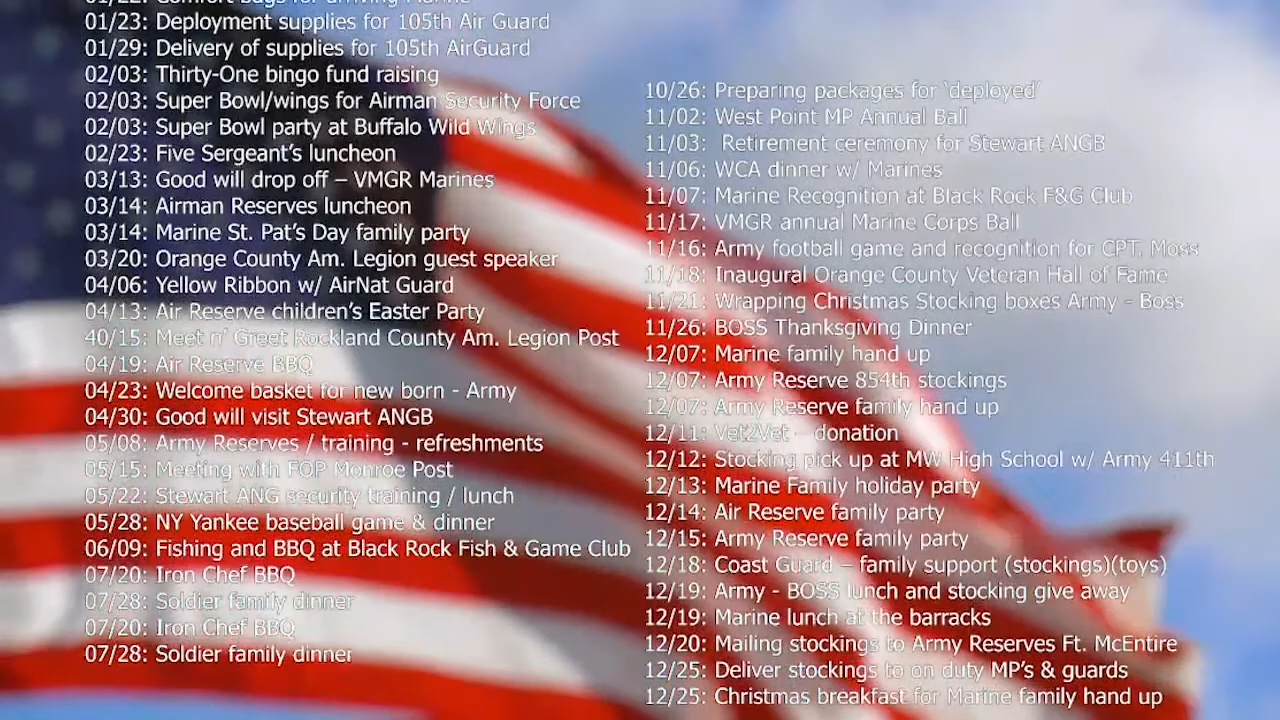 01/22: Comfort bags for arriving Marine
01/23: Deployment supplies for 105th Air Guard
01/29: Delivery of supplies for 105th AirGuard
02/03: Thirty-One bingo fund raising
02/03: Super Bowl/wings for Airman Security Force
02/03: Super Bowl party at Buffalo Wild Wings
02/23: Five Sergeant's luncheon
03/13: Good will drop off – VMGR Marines
03/14: Airman Reserves luncheon
03/14: Marine St. Pat's Day family party
03/20: Orange County Am. Legion guest speaker
04/06: Yellow Ribbon w/ AirNat Guard
04/13: Air Reserve children's Easter Party
40/15: Meet n' Greet Rockland County Am. Legion Post
04/19: Air Reserve BBQ
04/23: Welcome basket for new born - Army
04/30: Good will visit Stewart ANGB
05/08: Army Reserves / training - refreshments
05/15: Meeting with FOP Monroe Post
05/22: Stewart ANG security training / lunch
05/28: NY Yankee baseball game & dinner
06/09: Fishing and BBQ at Black Rock Fish & Game Club
07/20: Iron Chef BBQ
07/28: Soldier family dinner
07/20: Iron Chef BBQ
07/28: Soldier family dinner
10/26: Preparing packages for 'deployed'
11/02: West Point MP Annual Ball
11/03: Retirement ceremony for Stewart ANGB
11/06: WCA dinner w/ Marines
11/07: Marine Recognition at Black Rock F&G Club
11/17: VMGR annual Marine Corps Ball
11/16: Army football game and recognition for CPT. Moss
11/18: Inaugural Orange County Veteran Hall of Fame
11/21: Wrapping Christmas Stocking boxes Army - Boss
11/26: BOSS Thanksgiving Dinner
12/07: Marine family hand up
12/07: Army Reserve 854th stockings
12/07: Army Reserve family hand up
12/11: Vet2Vet – donation
12/12: Stocking pick up at MW High School w/ Army 411th
12/13: Marine Family holiday party
12/14: Air Reserve family party
12/15: Army Reserve family party
12/18: Coast Guard – family support (stockings)(toys)
12/19: Army - BOSS lunch and stocking give away
12/19: Marine lunch at the barracks
12/20: Mailing stockings to Army Reserves Ft. McEntire
12/25: Deliver stockings to on duty MP's & guards
12/25: Christmas breakfast for Marine family hand up